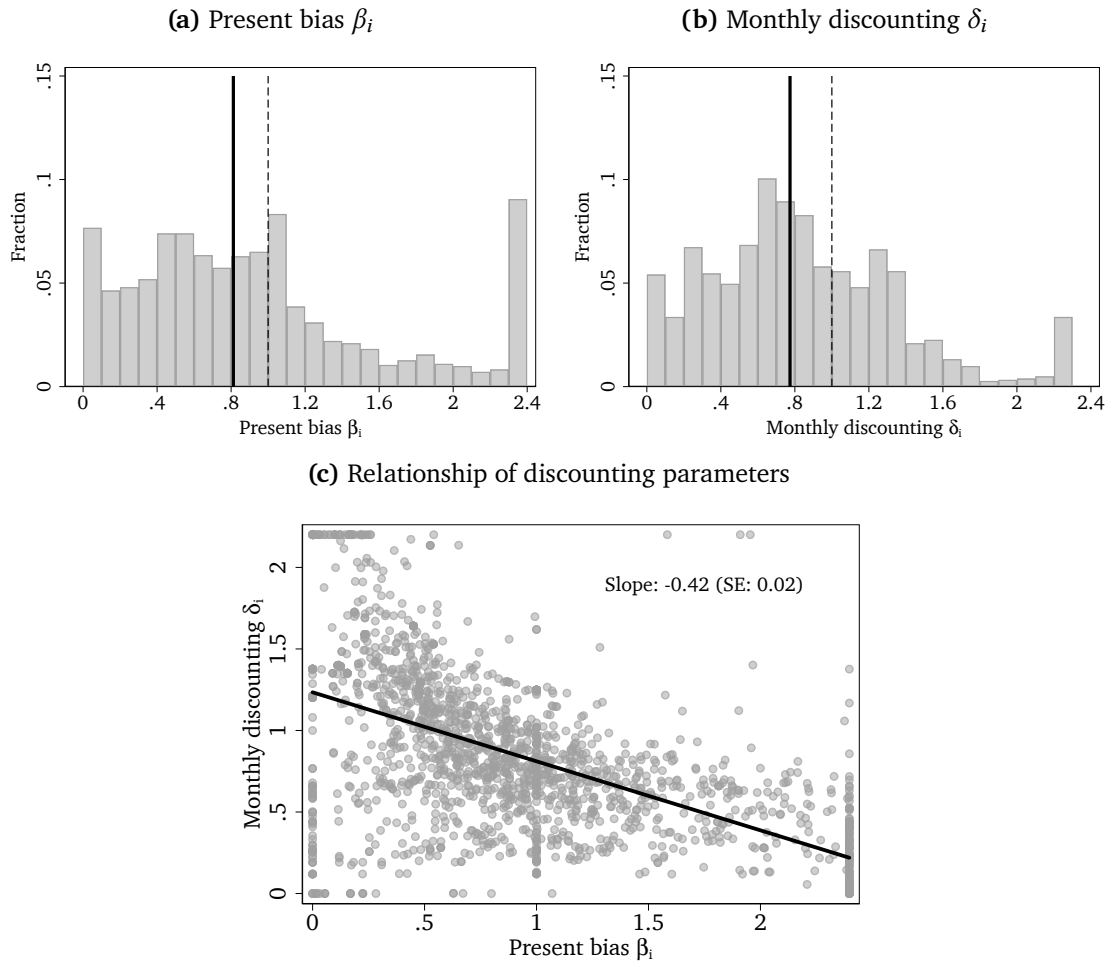 (a) Present bias βi
(b) Monthly discounting δi
.15
.1
.05
0
Fraction
0 .4 .8 1.2 1.6 2 2.4
Present bias βi
.15
.1
.05
0
Fraction
0 .4 .8 1.2 1.6 2 2.4
Monthly discounting δi
(c) Relationship of discounting parameters
Slope: -0.42 (SE: 0.02)
2
1.5
1
.5
0
Monthly discounting δi
0 .5 1 1.5 2
Present bias βi